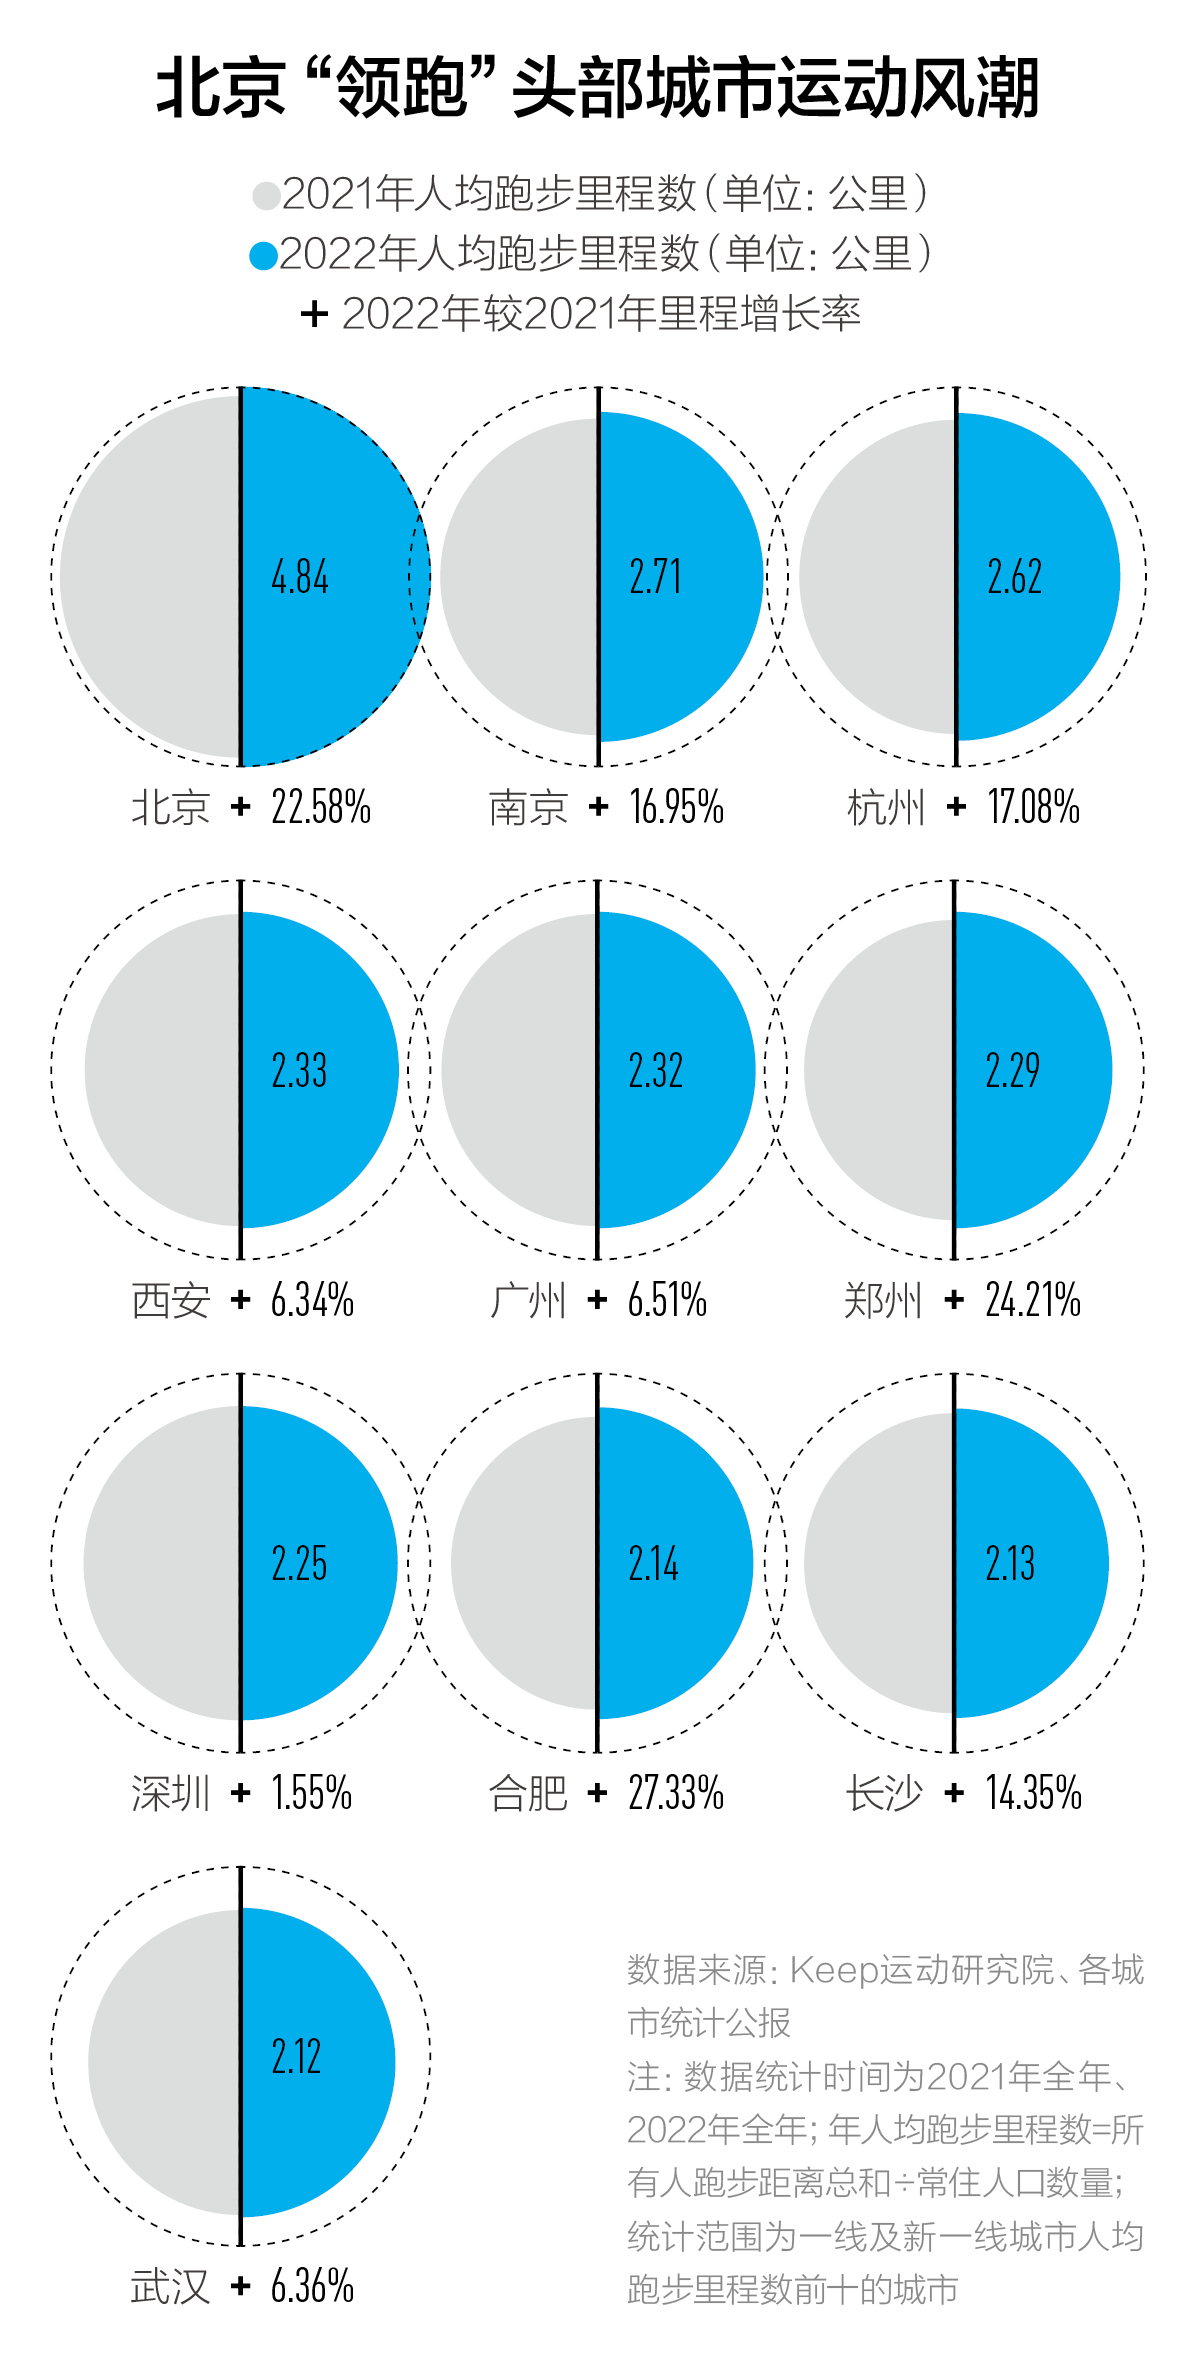 北京“领跑”头部城市运动风潮
2021年人均跑步里程数（单位：公里）
2022年人均跑步里程数（单位：公里）
+ 2022年较2021年里程增长率
4.84
2.71
2.62
北京 + 22.58%
南京 + 16.95%
杭州 + 17.08%
2.33
2.32
2.29
西安 + 6.34%
广州 + 6.51%
郑州 + 24.21%
2.25
2.14
2.13
深圳 + 1.55%
合肥 + 27.33%
长沙 + 14.35%
2.12
武汉 + 6.36%
数据来源：Keep运动研究院、各城
市统计公报
注：数据统计时间为2021年全年、
2022年全年；年人均跑步里程数=所
有人跑步距离总和÷常住人口数量；
统计范围为一线及新一线城市人均
跑步里程数前十的城市